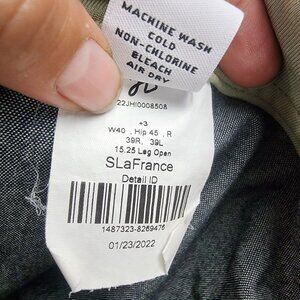 MACHINE WASH
COLD
NON-CHLORINE
BLEACH
AIR DRY
22JHI0008508
+3
W40 , Hip 45 , R
39R, 39L
15.25 Leg Open
SLaFrance
Detail ID
1487323-8269476
01/23/2022